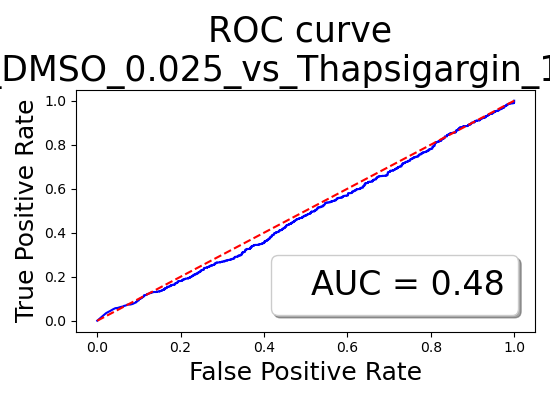 ROC curve
_DMSO_0.025_vs_Thapsigargin_1
True Positive Rate
1.0
0.8
0.6
0.4
0.2
0.0
AUC = 0.48
0.0 0.2 0.4 0.6 0.8 1.0
False Positive Rate